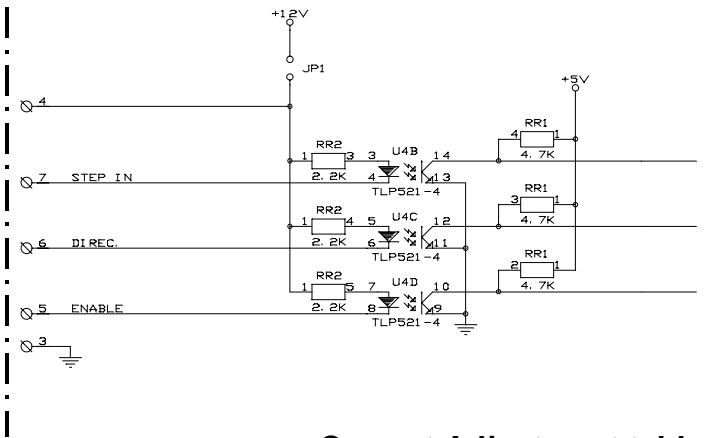 +12V
JP1
+5V
4
RR1
4 1
4.7K
RR2
1 3
2.2K
U4B
3 14
4 13
TLP521-4
7 STEP IN
RR1
3 1
4.7K
RR2
1 4
2.2K
U4C
5 12
6 11
TLP521-4
6 DIREC.
RR1
2 1
4.7K
RR2
1 5
2.2K
U4D
7 10
8 9
TLP521-4
5 ENABLE
3